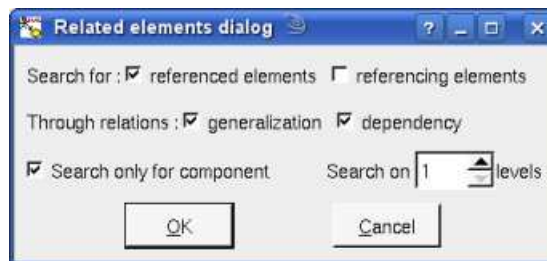 Related elements dialog
Search for : referenced elements referencing elements
Through relations : generalization dependency
Search only for component Search on 1 levels
OK Cancel